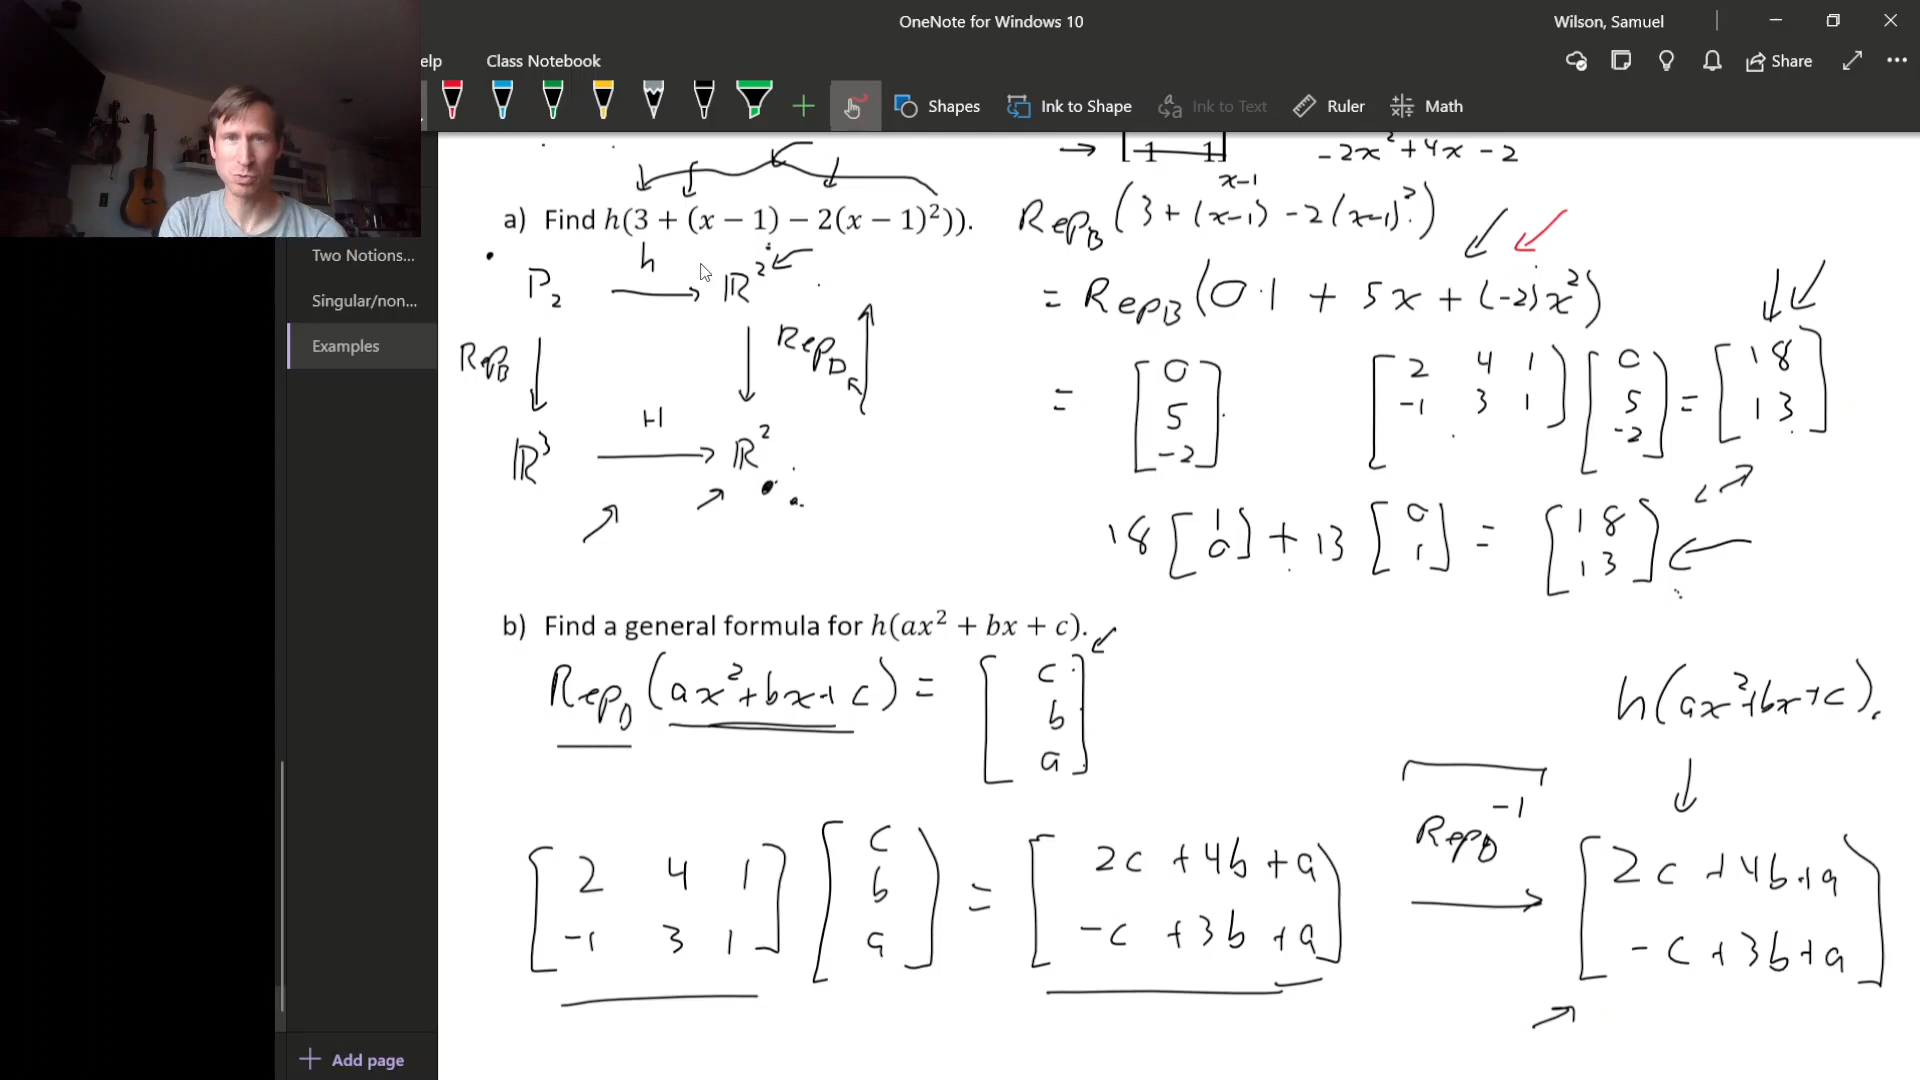 OneNote for Windows 10
Wilson, Samuel
elp Class Notebook
Share
Shapes Ink to Shape Ink to Text Ruler Math
Two Notions...
Singular/non...
Examples
Add page
→ [-1 1] -2x² + 4x - 2
x-1
a) Find h(3 + (x − 1) − 2(x − 1)²)).
Rep_B (3 + (x-1) - 2(x-1)²)
P₂ h → ℝ²
= Rep_B (0·1 + 5x + (-2)x²)
Rep_B ↓ ↓ Rep_D ↑
= [0 5 -2] [2 4 1; -1 3 1] [0 5 -2] = [18 13]
ℝ³ H → ℝ²
18 [1 0] + 13 [0 1] = [18 13]
b) Find a general formula for h(ax² + bx + c).
Rep_D (ax² + bx + c) = [c b a]
h(ax² + bx + c).
[2 4 1; -1 3 1] [c b a] = [2c + 4b + a; -c + 3b + a] Rep_D⁻¹ → [2c + 4b + a; -c + 3b + a]